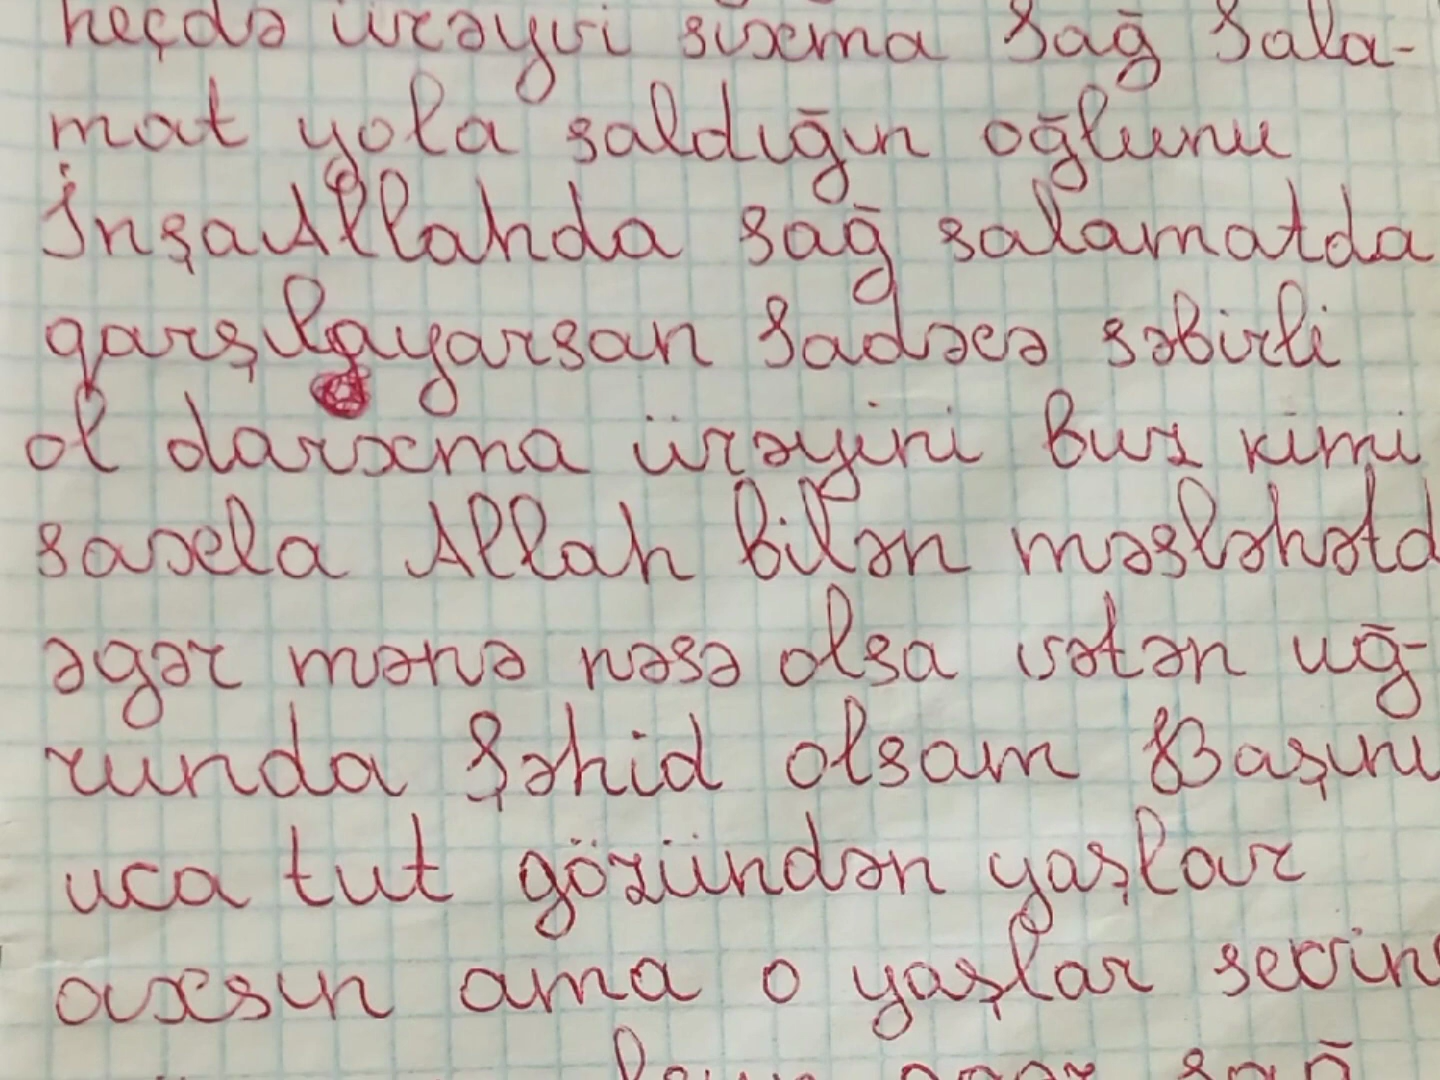 heçdə ürəyvi sıxma Sağ Sala-
mat yola saldığın oğlunu
İnşaAllahda sağ salamatda
qarşılayarsan Sadəcə səbirli
ol darıxma ürəyini Buz kimi
saxla Allah bilən məsləhətd
əgər mənə nəsə olsa vətən uğ-
runda Şəhid olsam Başını
uca tut gözündən yaşlar
axsın ama o yaşlar sevin